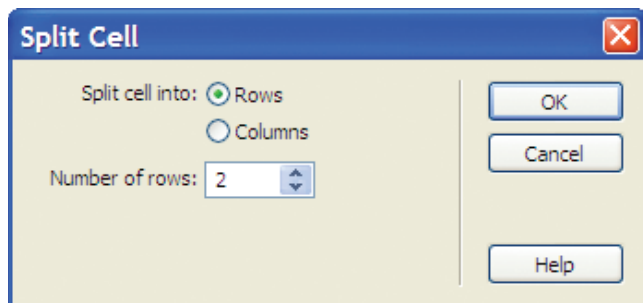 Split Cell
Split cell into: Rows
Columns
Number of rows: 2
OK
Cancel
Help